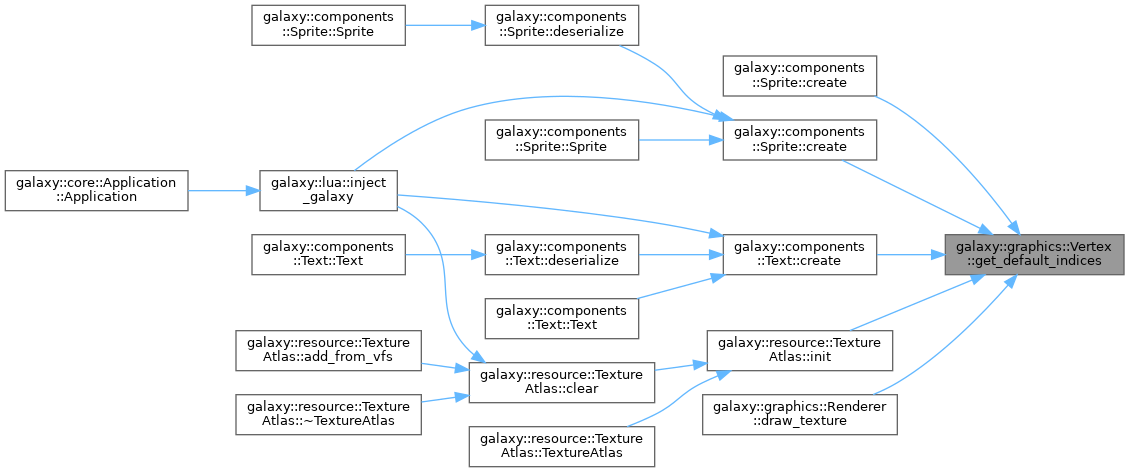 galaxy::components
::Sprite::Sprite
galaxy::components
::Sprite::deserialize
galaxy::components
::Sprite::create
galaxy::components
::Sprite::Sprite
galaxy::components
::Sprite::create
galaxy::core::Application
::Application
galaxy::lua::inject
_galaxy
galaxy::components
::Text::Text
galaxy::components
::Text::deserialize
galaxy::components
::Text::create
galaxy::graphics::Vertex
::get_default_indices
galaxy::components
::Text::Text
galaxy::resource::Texture
Atlas::add_from_vfs
galaxy::resource::Texture
Atlas::init
galaxy::resource::Texture
Atlas::clear
galaxy::resource::Texture
Atlas::~TextureAtlas
galaxy::graphics::Renderer
::draw_texture
galaxy::resource::Texture
Atlas::TextureAtlas